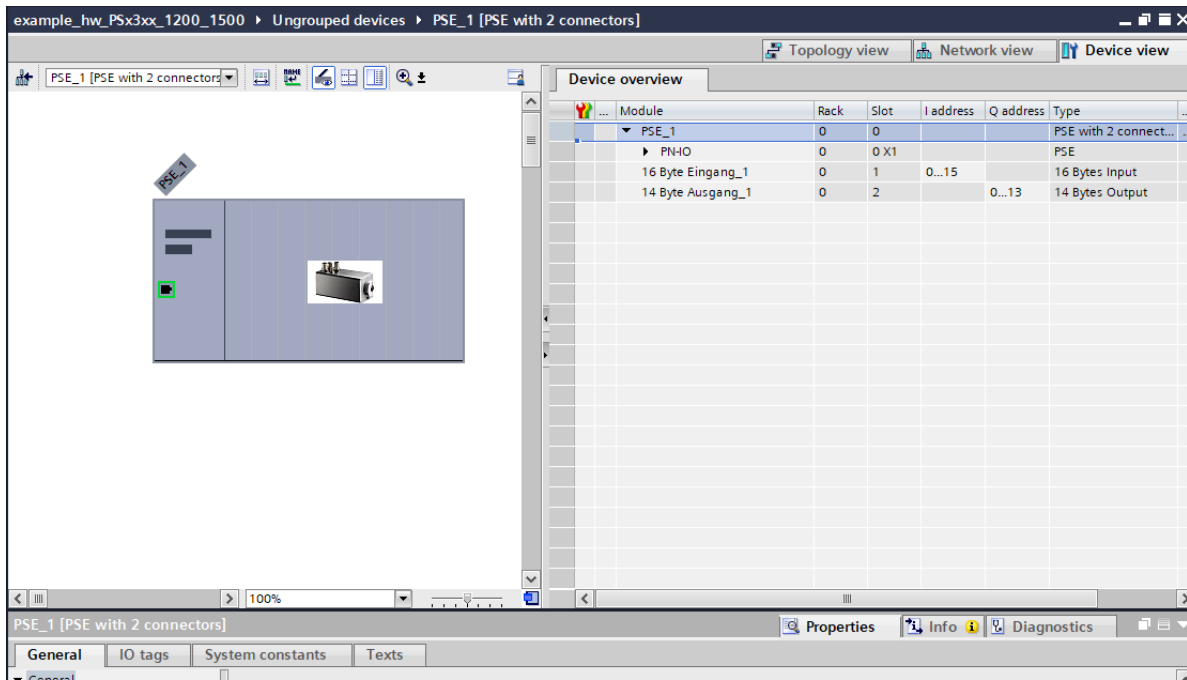 example_hw_PSx3xx_1200_1500 ▸ Ungrouped devices ▸ PSE_1 [PSE with 2 connectors]
Topology view Network view Device view
PSE_1 [PSE with 2 connectors
Device overview
... Module Rack Slot I address Q address Type ...
PSE_1 0 0 PSE with 2 connect... ...
PN-IO 0 0 X1 PSE
16 Byte Eingang_1 0 1 0...15 16 Bytes Input
14 Byte Ausgang_1 0 2 0...13 14 Bytes Output
PSE_1
100%
PSE_1 [PSE with 2 connectors]
Properties Info Diagnostics
General IO tags System constants Texts
General